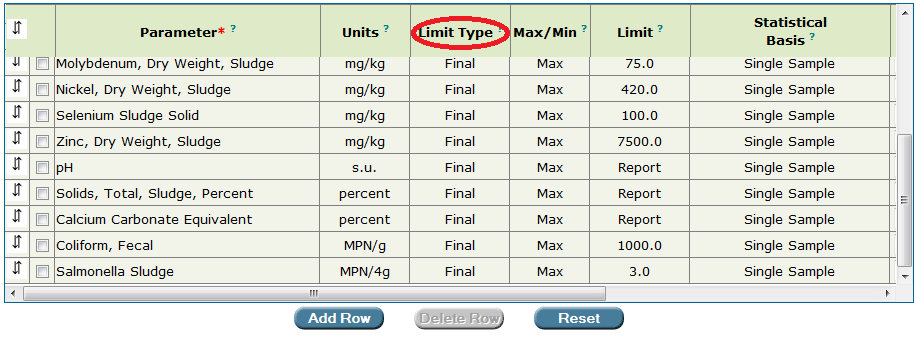 Parameter* ? Units ? Limit Type ? Max/Min ? Limit ? Statistical
Basis ?
Molybdenum, Dry Weight, Sludge mg/kg Final Max 75.0 Single Sample
Nickel, Dry Weight, Sludge mg/kg Final Max 420.0 Single Sample
Selenium Sludge Solid mg/kg Final Max 100.0 Single Sample
Zinc, Dry Weight, Sludge mg/kg Final Max 7500.0 Single Sample
pH s.u. Final Max Report Single Sample
Solids, Total, Sludge, Percent percent Final Max Report Single Sample
Calcium Carbonate Equivalent percent Final Max Report Single Sample
Coliform, Fecal MPN/g Final Max 1000.0 Single Sample
Salmonella Sludge MPN/4g Final Max 3.0 Single Sample
Add Row Delete Row Reset